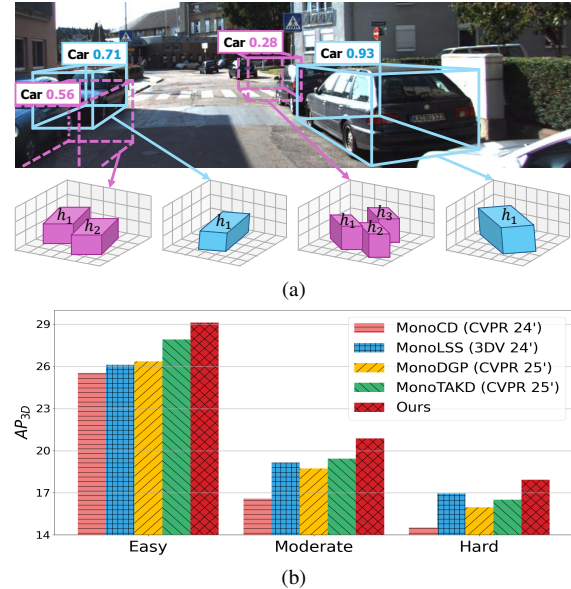 Car 0.71
Car 0.28
Car 0.93
Car 0.56
h₁
h₂
h₁
h₁
h₂
h₃
h₁
(a)
AP₃D
29
26
23
20
17
14
MonoCD (CVPR 24')
MonoLSS (3DV 24')
MonoDGP (CVPR 25')
MonoTAKD (CVPR 25')
Ours
Easy Moderate Hard
(b)